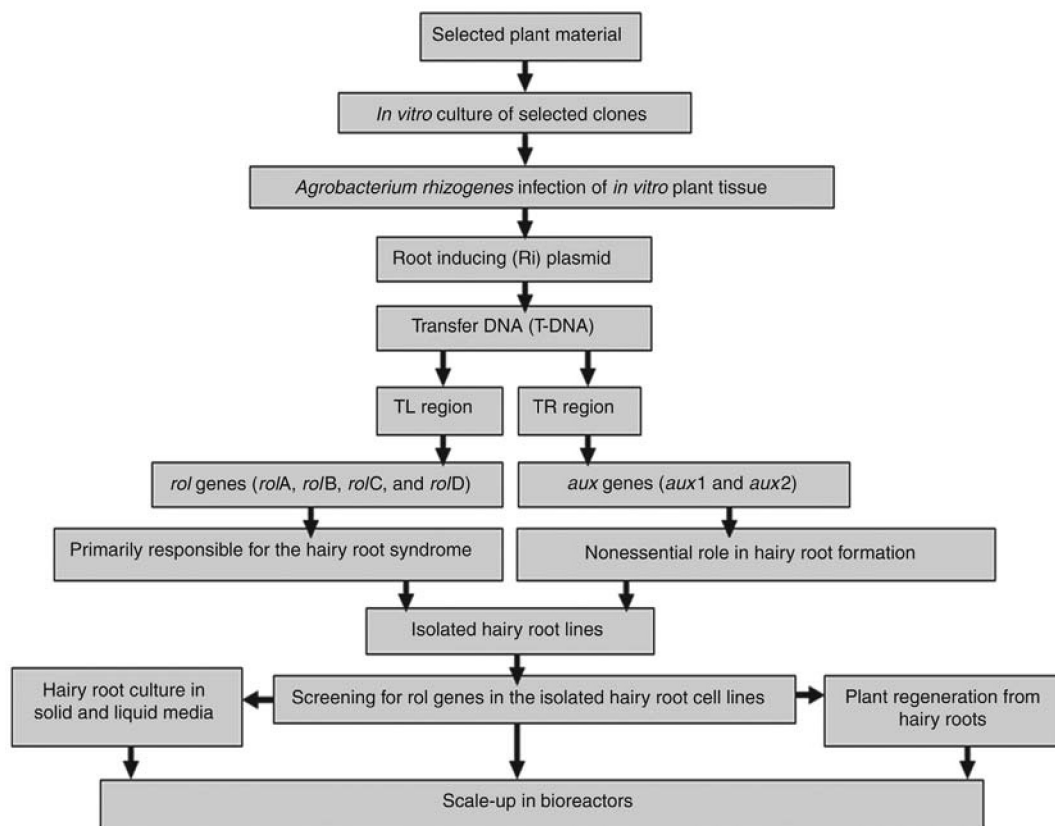 Selected plant material
In vitro culture of selected clones
Agrobacterium rhizogenes infection of in vitro plant tissue
Root inducing (Ri) plasmid
Transfer DNA (T-DNA)
TL region
TR region
rol genes (rolA, rolB, rolC, and rolD)
aux genes (aux1 and aux2)
Primarily responsible for the hairy root syndrome
Nonessential role in hairy root formation
Isolated hairy root lines
Hairy root culture in
solid and liquid media
Screening for rol genes in the isolated hairy root cell lines
Plant regeneration from
hairy roots
Scale-up in bioreactors